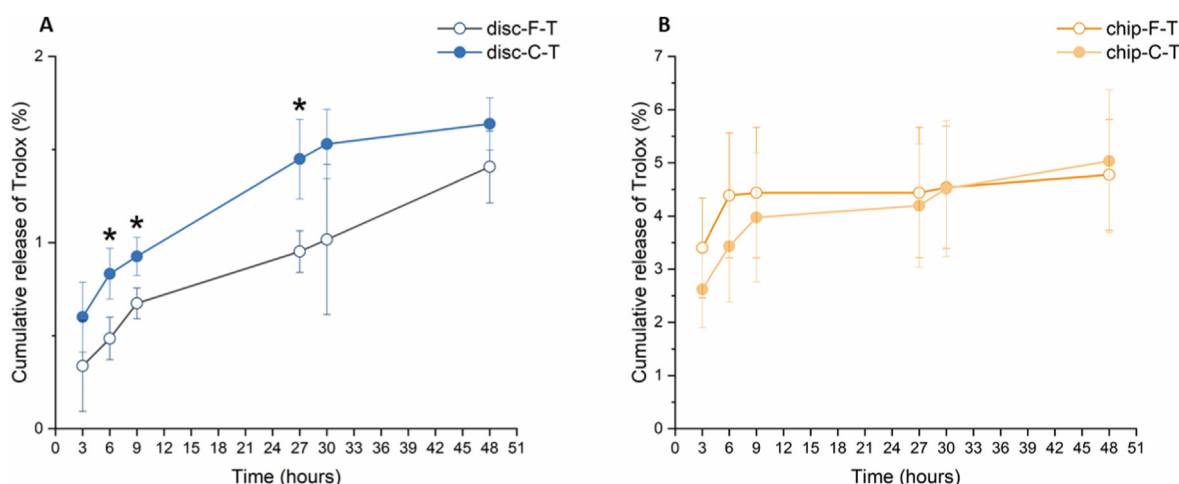 A
disc-F-T
disc-C-T
2
1
0
Cumulative release of Trolox (%)
* * *
0 3 6 9 12 15 18 21 24 27 30 33 36 39 42 45 48 51
Time (hours)
B
chip-F-T
chip-C-T
7
6
5
4
3
2
1
0
Cumulative release of Trolox (%)
0 3 6 9 12 15 18 21 24 27 30 33 36 39 42 45 48 51
Time (hours)